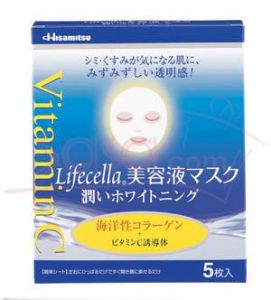 Hisamitsu
シミ・くすみが気になる肌に、
みずみずしい透明感!
Vitamin C
Lifecella® 美容液マスク
潤いホワイトニング
海洋性コラーゲン
+
ビタミンC誘導体
5枚入